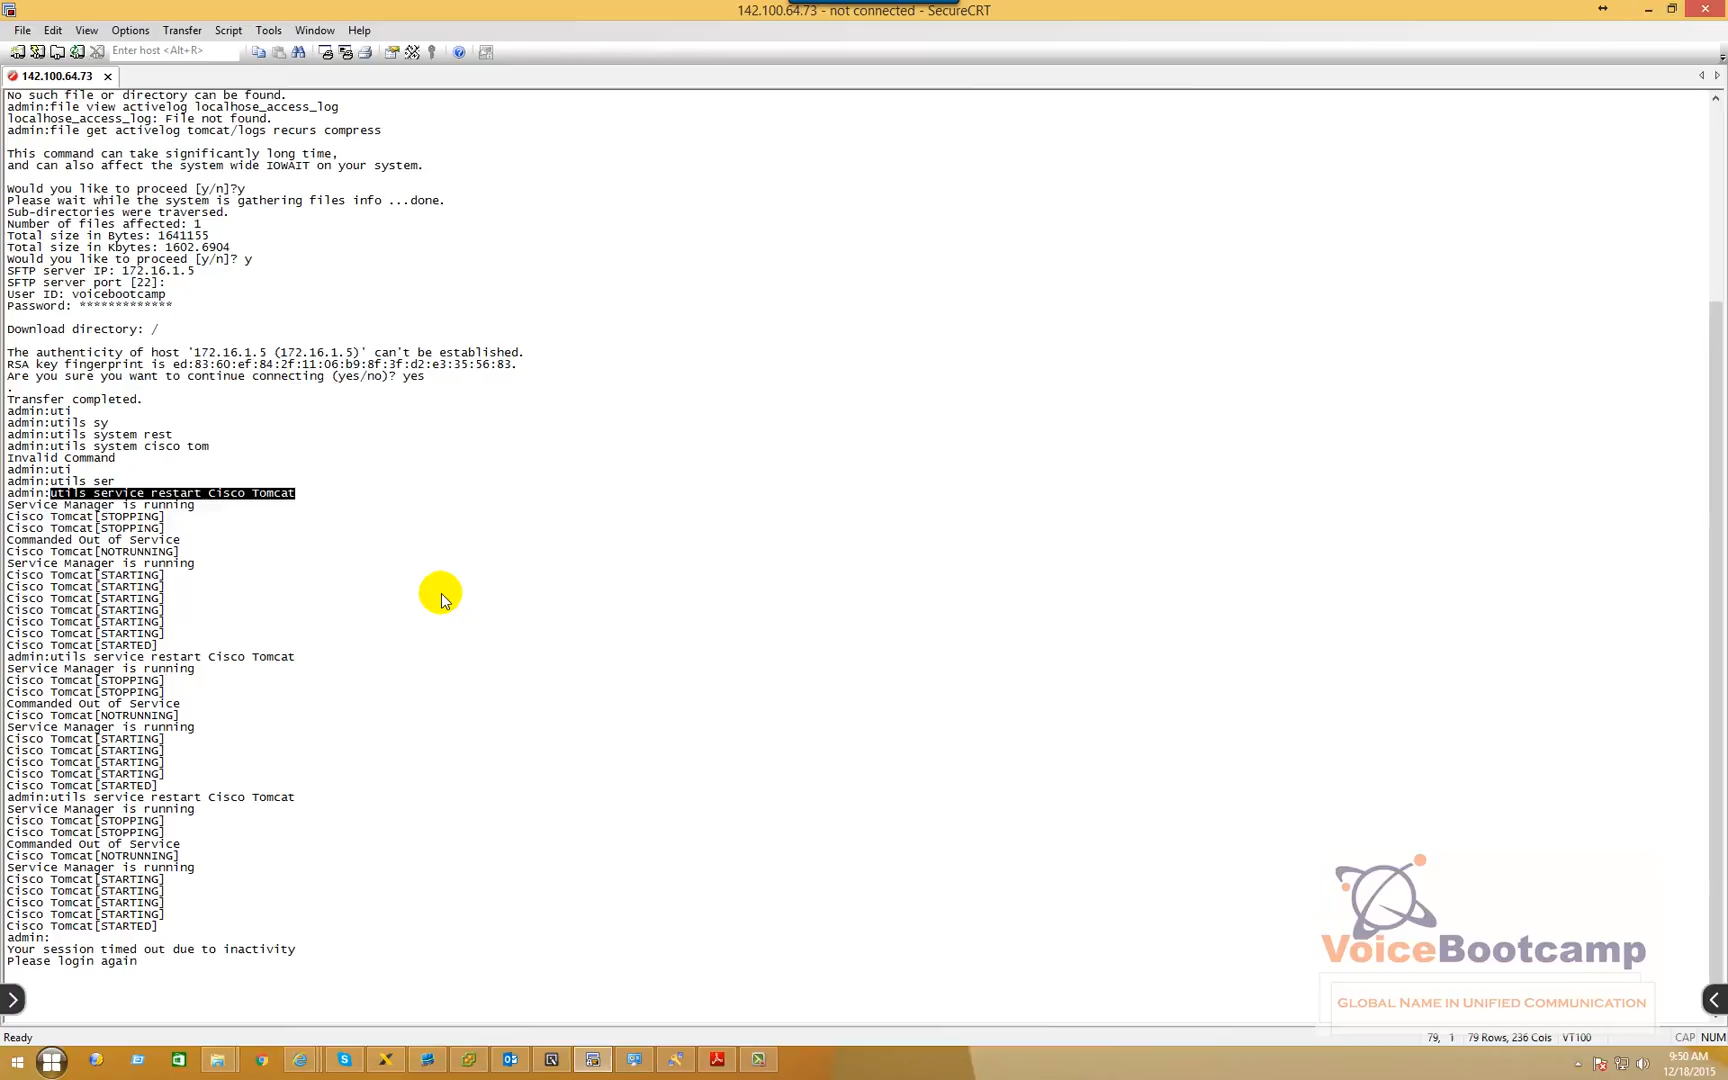 142.100.64.73 - not connected - SecureCRT
File Edit View Options Transfer Script Tools Window Help
Enter host <Alt+R>
142.100.64.73
No such file or directory can be found.
admin:file view activelog localhose_access_log
localhose_access_log: File not found.
admin:file get activelog tomcat/logs recurs compress
This command can take significantly long time,
and can also affect the system wide IOWAIT on your system.
Would you like to proceed [y/n]?y
Please wait while the system is gathering files info ...done.
Sub-directories were traversed.
Number of files affected: 1
Total size in Bytes: 1641155
Total size in Kbytes: 1602.6904
Would you like to proceed [y/n]? y
SFTP server IP: 172.16.1.5
SFTP server port [22]:
User ID: voicebootcamp
Password: *************
Download directory: /
The authenticity of host '172.16.1.5 (172.16.1.5)' can't be established.
RSA key fingerprint is ed:83:60:ef:84:2f:11:06:b9:8f:3f:d2:e3:35:56:83.
Are you sure you want to continue connecting (yes/no)? yes
.
Transfer completed.
admin:uti
admin:utils sy
admin:utils system rest
admin:utils system cisco tom
Invalid Command
admin:uti
admin:utils ser
admin:utils service restart Cisco Tomcat
Service Manager is running
Cisco Tomcat[STOPPING]
Cisco Tomcat[STOPPING]
Commanded Out of Service
Cisco Tomcat[NOTRUNNING]
Service Manager is running
Cisco Tomcat[STARTING]
Cisco Tomcat[STARTING]
Cisco Tomcat[STARTING]
Cisco Tomcat[STARTING]
Cisco Tomcat[STARTING]
Cisco Tomcat[STARTING]
Cisco Tomcat[STARTED]
admin:utils service restart Cisco Tomcat
Service Manager is running
Cisco Tomcat[STOPPING]
Cisco Tomcat[STOPPING]
Commanded Out of Service
Cisco Tomcat[NOTRUNNING]
Service Manager is running
Cisco Tomcat[STARTING]
Cisco Tomcat[STARTING]
Cisco Tomcat[STARTING]
Cisco Tomcat[STARTING]
Cisco Tomcat[STARTED]
admin:utils service restart Cisco Tomcat
Service Manager is running
Cisco Tomcat[STOPPING]
Cisco Tomcat[STOPPING]
Commanded Out of Service
Cisco Tomcat[NOTRUNNING]
Service Manager is running
Cisco Tomcat[STARTING]
Cisco Tomcat[STARTING]
Cisco Tomcat[STARTING]
Cisco Tomcat[STARTING]
Cisco Tomcat[STARTED]
admin:
Your session timed out due to inactivity
Please login again
VoiceBootcamp
GLOBAL NAME IN UNIFIED COMMUNICATION
Ready 79, 1 79 Rows, 236 Cols VT100 CAP NUM
9:50 AM
12/18/2015